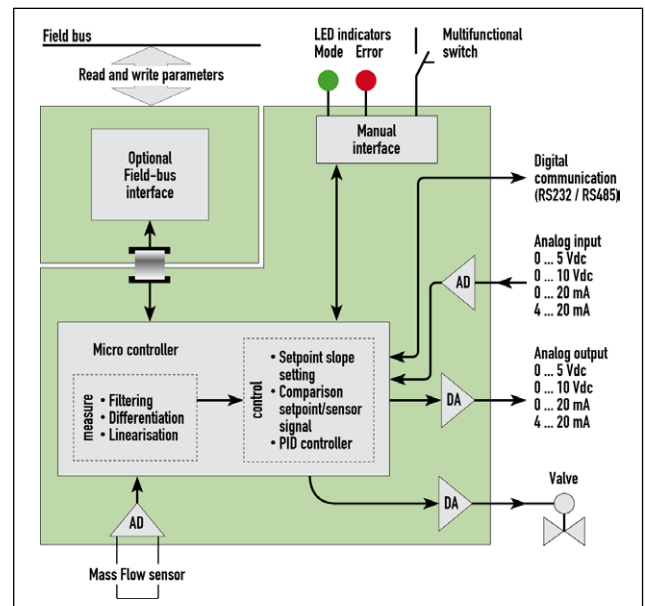 Field bus
Read and write parameters
LED indicators
Mode Error
Multifunctional
switch
Manual
interface
Optional
Field-bus
interface
Digital
communication
(RS232 / RS485)
Analog input
0 ... 5 Vdc
0 ... 10 Vdc
0 ... 20 mA
4 ... 20 mA
AD
Micro controller
measure
• Filtering
• Differentiation
• Linearisation
control
• Setpoint slope
setting
• Comparison
setpoint/sensor
signal
• PID controller
DA
Analog output
0 ... 5 Vdc
0 ... 10 Vdc
0 ... 20 mA
4 ... 20 mA
DA
Valve
AD
Mass Flow sensor